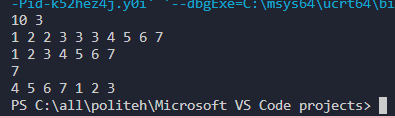 -Pid-k52hez4j.y0i' '--dbgExe=C:\msys64\ucrt64\bi
10 3
1 2 2 3 3 3 4 5 6 7
1 2 3 4 5 6 7
7
4 5 6 7 1 2 3
PS C:\all\politeh\Microsoft VS Code projects>